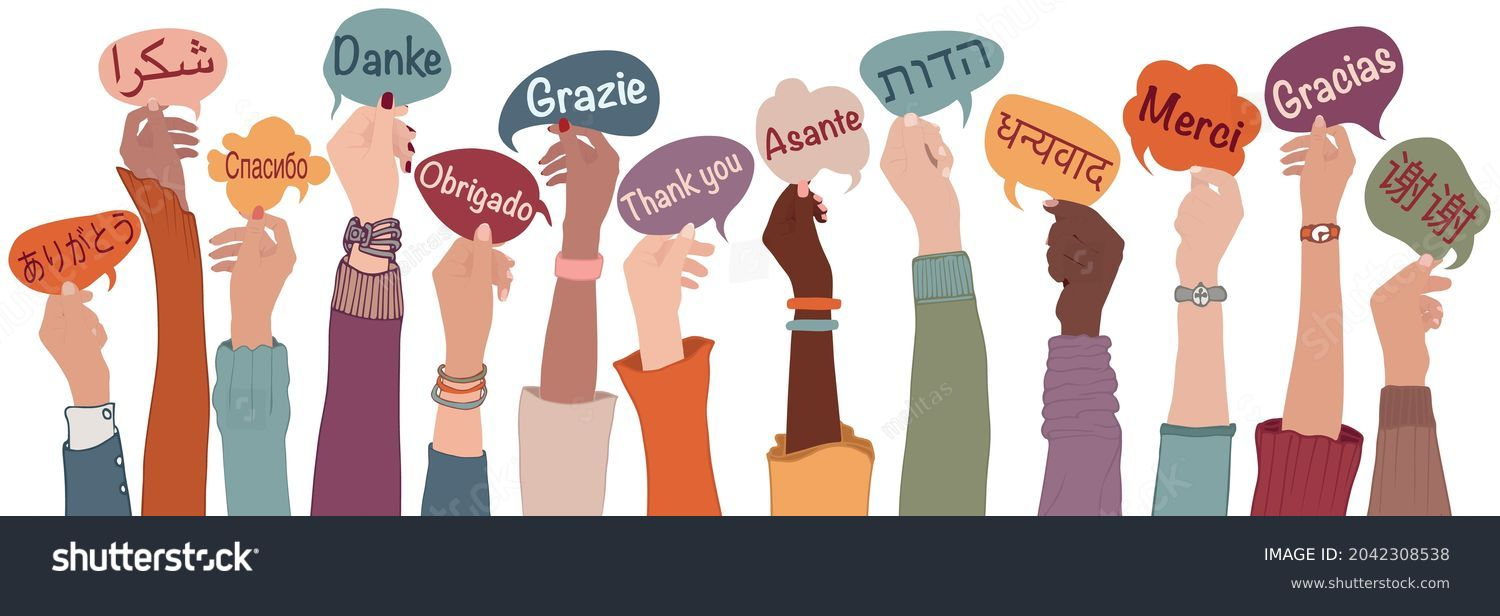 شكرا
Danke
Grazie
הדות
Merci
Gracias
Спасибо
Obrigado
Thank you
Asante
धन्यवाद
谢谢
ありがとう
shutterstock
IMAGE ID: 2042308538
www.shutterstock.com